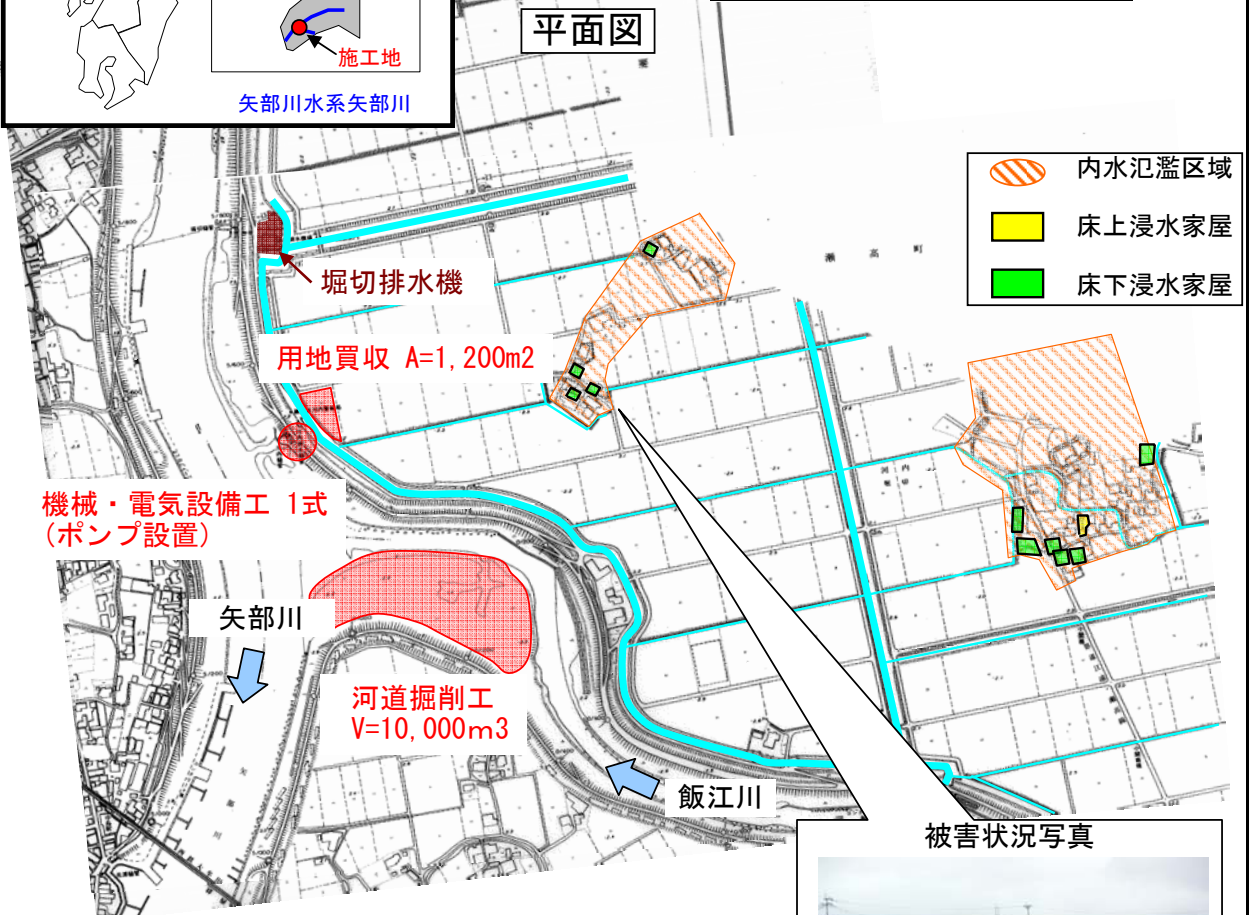 平面図
施工地
矢部川水系矢部川
内水氾濫区域
床上浸水家屋
床下浸水家屋
瀬高町
堀切排水機
用地買収 A=1,200m2
機械・電気設備工 1式
(ポンプ設置)
矢部川
河道掘削工
V=10,000m3
飯江川
被害状況写真